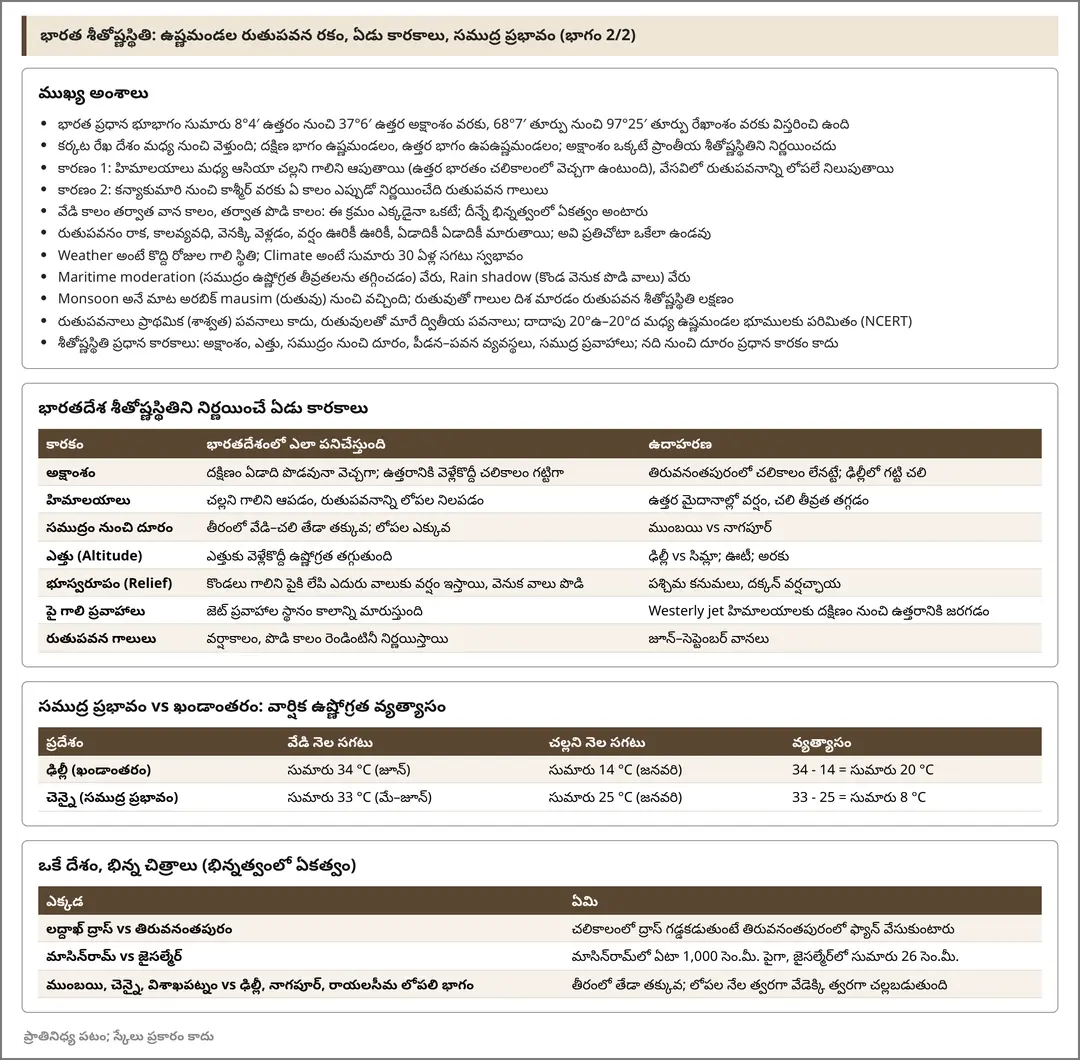 భారత శీతోష్ణస్థితి: ఉష్ణమండల రుతుపవన రకం, ఏడు కారకాలు, సముద్ర ప్రభావం (భాగం 2/2)
ముఖ్య అంశాలు
• భారత ప్రధాన భూభాగం సుమారు 8°4′ ఉత్తరం నుంచి 37°6′ ఉత్తర అక్షాంశం వరకు, 68°7′ తూర్పు నుంచి 97°25′ తూర్పు రేఖాంశం వరకు విస్తరించి ఉంది
• కర్కట రేఖ దేశం మధ్య నుంచి వెళ్తుంది; దక్షిణ భాగం ఉష్ణమండలం, ఉత్తర భాగం ఉపఉష్ణమండలం; అక్షాంశం ఒక్కటే ప్రాంతీయ శీతోష్ణస్థితిని నిర్ణయించదు
• కారణం 1: హిమాలయాలు మధ్య ఆసియా చల్లని గాలిని ఆపుతాయి (ఉత్తర భారతం చలికాలంలో వెచ్చగా ఉంటుంది), వేసవిలో రుతుపవనాన్ని లోపలే నిలుపుతాయి
• కారణం 2: కన్యాకుమారి నుంచి కాశ్మీర్ వరకు ఏ కాలం ఎప్పుడో నిర్ణయించేది రుతుపవన గాలులు
• వేడి కాలం తర్వాత వాన కాలం, తర్వాత పొడి కాలం: ఈ క్రమం ఎక్కడైనా ఒకటే; దీన్నే భిన్నత్వంలో ఏకత్వం అంటారు
• రుతుపవనం రాక, కాలవ్యవధి, వెనక్కి వెళ్లడం, వర్షం ఊరికీ ఊరికీ, ఏడాదికీ ఏడాదికీ మారుతాయి; అవి ప్రతిచోటా ఒకేలా ఉండవు
• Weather అంటే కొద్ది రోజుల గాలి స్థితి; Climate అంటే సుమారు 30 ఏళ్ల సగటు స్వభావం
• Maritime moderation (సముద్రం ఉష్ణోగ్రత తీవ్రతలను తగ్గించడం) వేరు, Rain shadow (కొండ వెనుక పొడి వాలు) వేరు
• Monsoon అనే మాట అరబిక్ mausim (రుతువు) నుంచి వచ్చింది; రుతువుతో గాలుల దిశ మారడం రుతుపవన శీతోష్ణస్థితి లక్షణం
• రుతుపవనాలు ప్రాథమిక (శాశ్వత) పవనాలు కాదు, రుతువులతో మారే ద్వితీయ పవనాలు; దాదాపు 20°ఉ–20°ద మధ్య ఉష్ణమండల భూములకు పరిమితం (NCERT)
• శీతోష్ణస్థితి ప్రధాన కారకాలు: అక్షాంశం, ఎత్తు, సముద్రం నుంచి దూరం, పీడన–పవన వ్యవస్థలు, సముద్ర ప్రవాహాలు; నది నుంచి దూరం ప్రధాన కారకం కాదు
భారతదేశ శీతోష్ణస్థితిని నిర్ణయించే ఏడు కారకాలు
కారకం భారతదేశంలో ఎలా పనిచేస్తుంది ఉదాహరణ
అక్షాంశం దక్షిణం ఏడాది పొడవునా వెచ్చగా; ఉత్తరానికి వెళ్లేకొద్దీ చలికాలం గట్టిగా తిరువనంతపురంలో చలికాలం లేనట్టే; ఢిల్లీలో గట్టి చలి
హిమాలయాలు చల్లని గాలిని ఆపడం, రుతుపవనాన్ని లోపల నిలపడం ఉత్తర మైదానాల్లో వర్షం, చలి తీవ్రత తగ్గడం
సముద్రం నుంచి దూరం తీరంలో వేడి–చలి తేడా తక్కువ; లోపల ఎక్కువ ముంబయి vs నాగపూర్
ఎత్తు (Altitude) ఎత్తుకు వెళ్లేకొద్దీ ఉష్ణోగ్రత తగ్గుతుంది ఢిల్లీ vs సిమ్లా; ఊటీ; అరకు
భూస్వరూపం (Relief) కొండలు గాలిని పైకి లేపి ఎదురు వాలుకు వర్షం ఇస్తాయి, వెనుక వాలు పొడి పశ్చిమ కనుమలు, దక్కన్ వర్షచ్ఛాయ
పై గాలి ప్రవాహాలు జెట్ ప్రవాహాల స్థానం కాలాన్ని మారుస్తుంది Westerly jet హిమాలయాలకు దక్షిణం నుంచి ఉత్తరానికి జరగడం
రుతుపవన గాలులు వర్షాకాలం, పొడి కాలం రెండింటినీ నిర్ణయిస్తాయి జూన్–సెప్టెంబర్ వానలు
సముద్ర ప్రభావం vs ఖండాంతరం: వార్షిక ఉష్ణోగ్రత వ్యత్యాసం
ప్రదేశం వేడి నెల సగటు చల్లని నెల సగటు వ్యత్యాసం
ఢిల్లీ (ఖండాంతరం) సుమారు 34 °C (జూన్) సుమారు 14 °C (జనవరి) 34 - 14 = సుమారు 20 °C
చెన్నై (సముద్ర ప్రభావం) సుమారు 33 °C (మే–జూన్) సుమారు 25 °C (జనవరి) 33 - 25 = సుమారు 8 °C
ఒకే దేశం, భిన్న చిత్రాలు (భిన్నత్వంలో ఏకత్వం)
ఎక్కడ ఏమి
లద్దాఖ్ ద్రాస్ vs తిరువనంతపురం చలికాలంలో ద్రాస్ గడ్డకడుతుంటే తిరువనంతపురంలో ఫ్యాన్ వేసుకుంటారు
మాసిన్‌రామ్ vs జైసల్మేర్ మాసిన్‌రామ్‌లో ఏటా 1,000 సెం.మీ. పైగా, జైసల్మేర్‌లో సుమారు 26 సెం.మీ.
ముంబయి, చెన్నై, విశాఖపట్నం vs ఢిల్లీ, నాగపూర్, రాయలసీమ లోపలి భాగం తీరంలో తేడా తక్కువ; లోపల నేల త్వరగా వేడెక్కి త్వరగా చల్లబడుతుంది
ప్రాతినిధ్య పటం; స్కేలు ప్రకారం కాదు